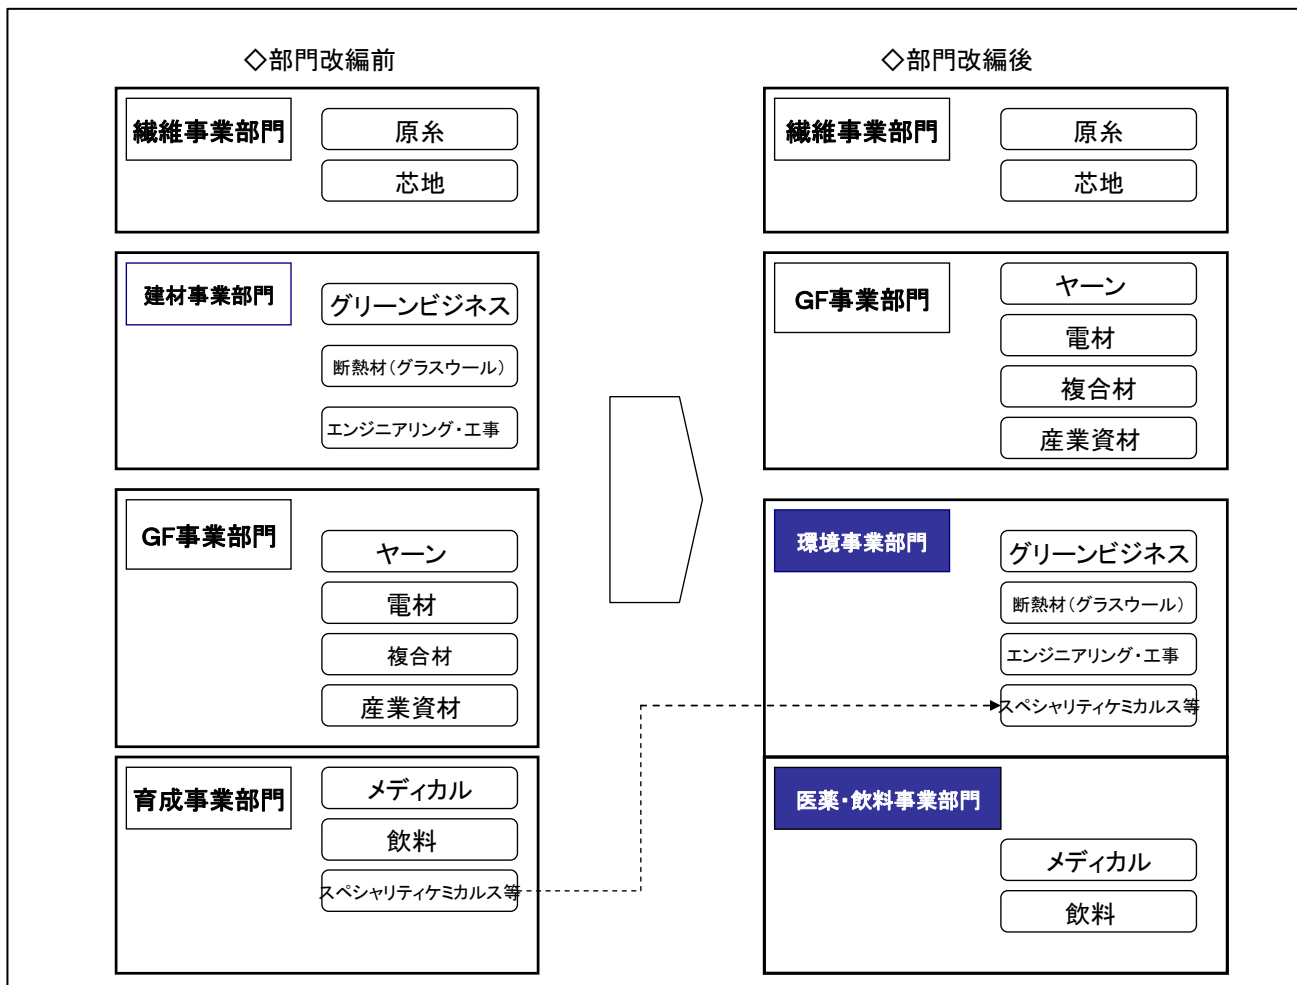 ◇部門改編前
繊維事業部門
原糸
芯地
建材事業部門
グリーンビジネス
断熱材(グラスウール)
エンジニアリング・工事
GF事業部門
ヤーン
電材
複合材
産業資材
育成事業部門
メディカル
飲料
スペシャリティケミカルス等
◇部門改編後
繊維事業部門
原糸
芯地
GF事業部門
ヤーン
電材
複合材
産業資材
環境事業部門
グリーンビジネス
断熱材(グラスウール)
エンジニアリング・工事
スペシャリティケミカルス等
医薬・飲料事業部門
メディカル
飲料